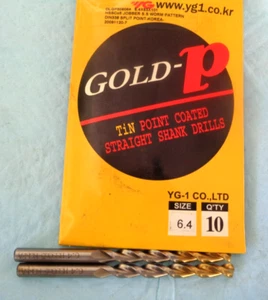 YG www.yg1.co.kr
GOLD-P
TiN POINT COATED
STRAIGHT SHANK DRILLS
YG-1 CO.,LTD
SIZE Q'TY
6.4 10